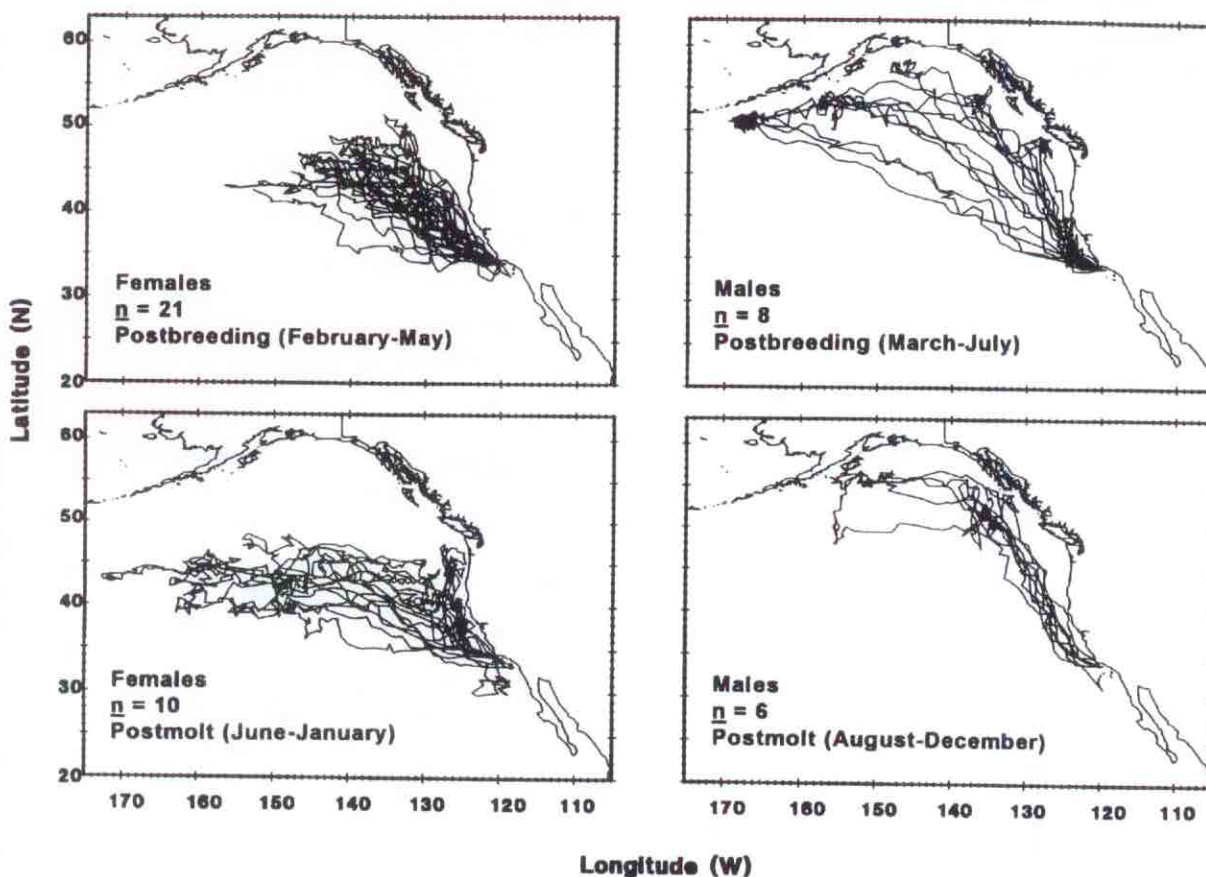 60
50
40
30
20
Females
n = 21
Postbreeding (February-May)
Males
n = 8
Postbreeding (March-July)
60
50
40
30
20
Females
n = 10
Postmolt (June-January)
Males
n = 6
Postmolt (August-December)
170 160 150 140 130 120 110
170 160 150 140 130 120 110
Latitude (N)
Longitude (W)